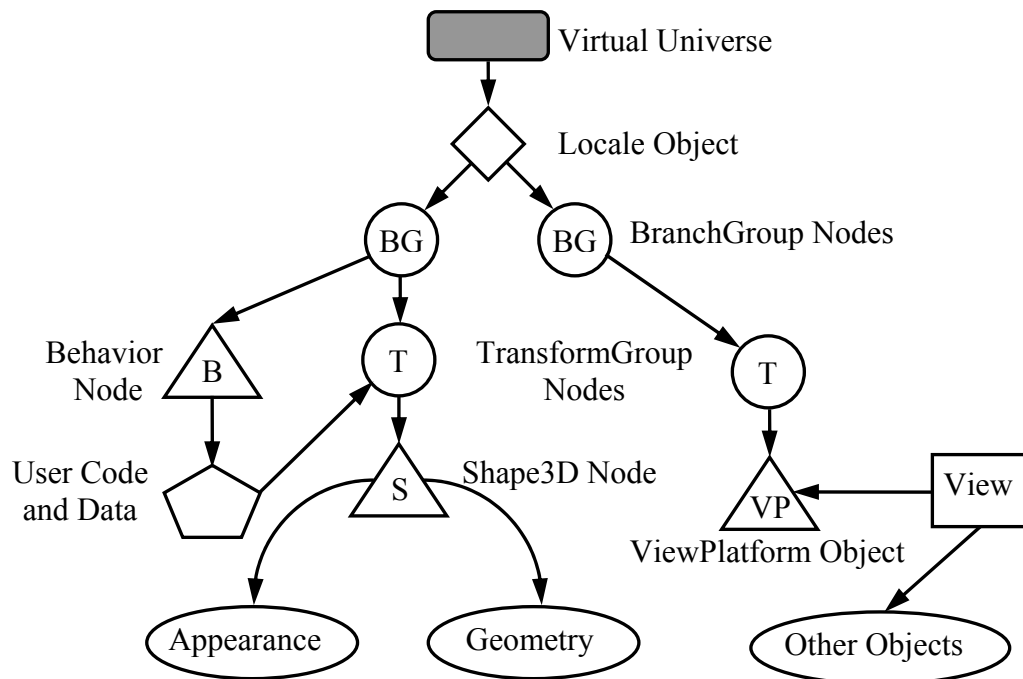 Virtual Universe
Locale Object
BG
BG
BranchGroup Nodes
Behavior
Node
B
T
TransformGroup
Nodes
T
User Code
and Data
S
Shape3D Node
VP
View
ViewPlatform Object
Appearance
Geometry
Other Objects